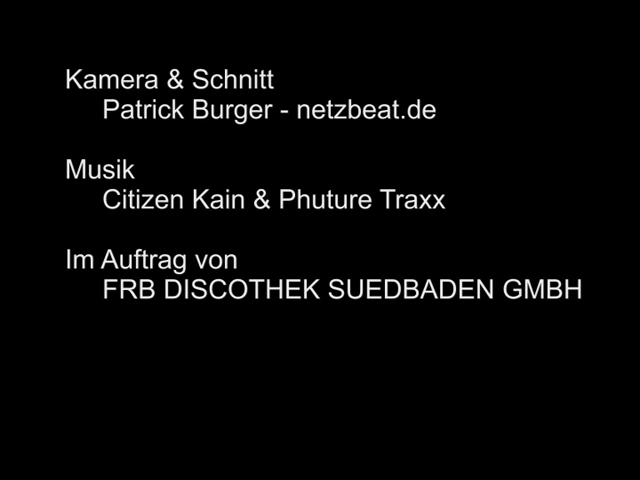 Kamera & Schnitt
Patrick Burger - netzbeat.de
Musik
Citizen Kain & Phuture Traxx
Im Auftrag von
FRB DISCOTHEK SUEDBADEN GMBH